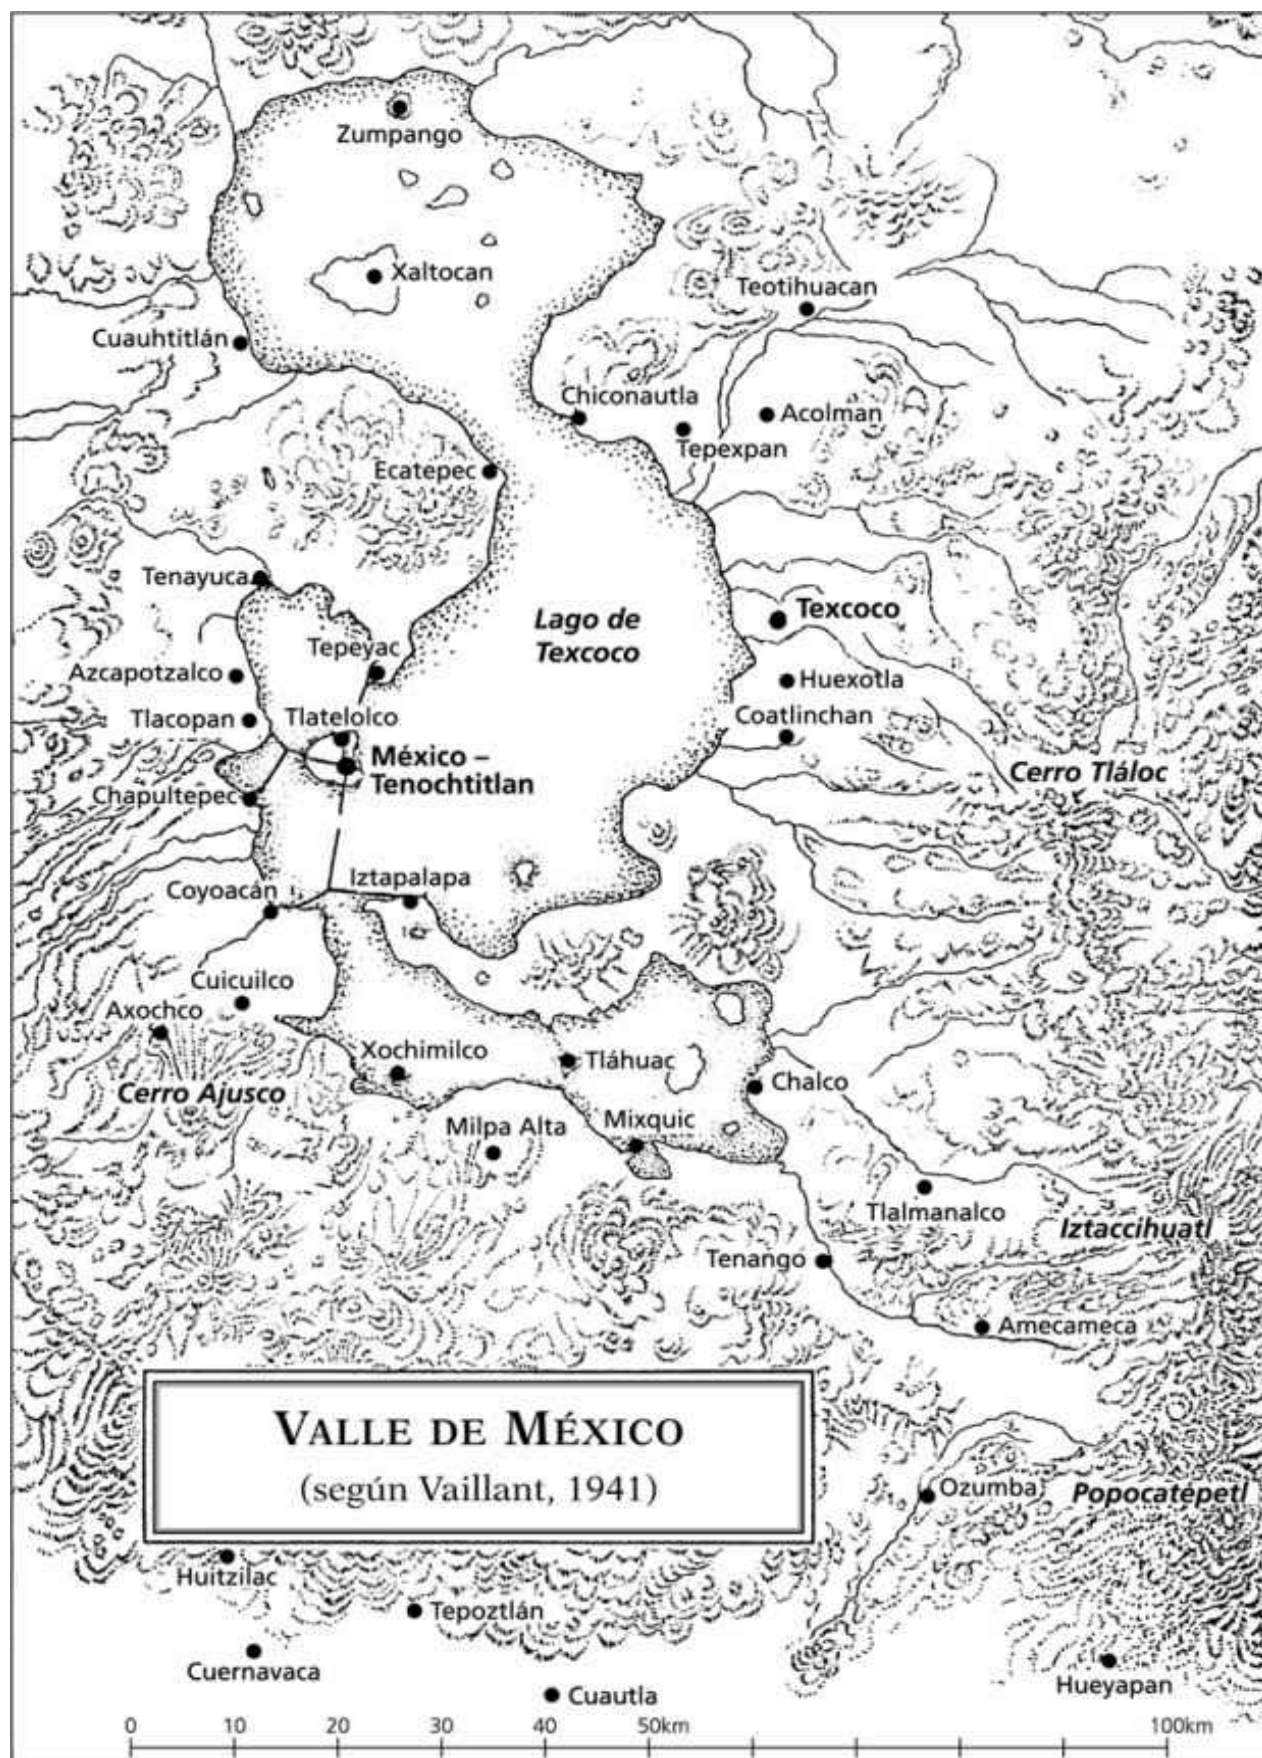 Zumpango
Xaltocan
Teotihuacan
Cuauhtitlán
Chiconautla
Acolman
Tepexpan
Ecatepec
Tenayuca
Lago de
Texcoco
Texcoco
Tepeyac
Azcapotzalco
Huexotla
Tlacopan
Tlatelolco
Coatlinchan
México –
Tenochtitlan
Cerro Tláloc
Chapultepec
Iztapalapa
Coyoacán
Cuicuilco
Axochco
Xochimilco
Tláhuac
Chalco
Cerro Ajusco
Milpa Alta
Mixquic
Tlalmanalco
Iztaccihuatl
Tenango
Amecameca
VALLE DE MÉXICO
(según Vaillant, 1941)
Ozumba
Popocatépetl
Huitzilac
Tepoztlán
Cuernavaca
Hueyapan
Cuautla
0 10 20 30 40 50km 100km